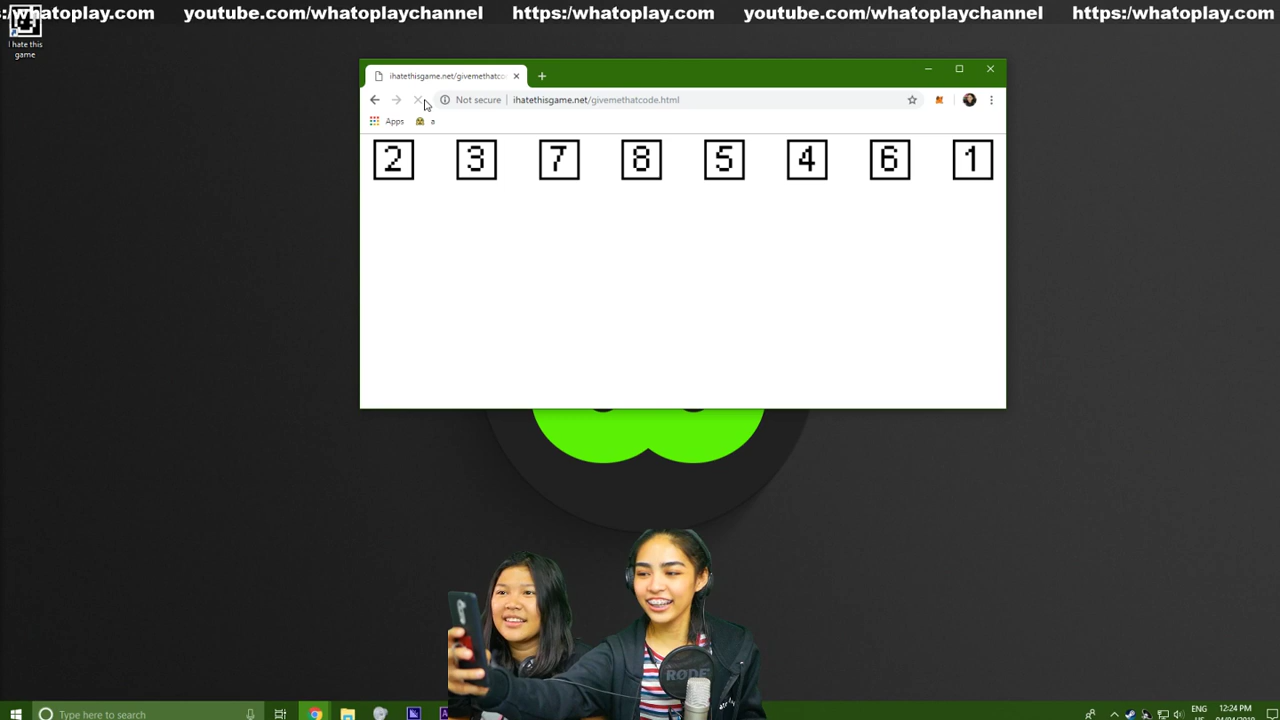 s:/whatoplay.com youtube.com/whatoplaychannel https:/whatoplay.com youtube.com/whatoplaychannel https:/whatoplay.com
I hate this
game
ihatethisgame.net/givemethatco
Not secure ihatethisgame.net/givemethatcode.html
Apps a
2 3 7 8 5 4 6 1
RODE
Type here to search
12:24 PM
ENG